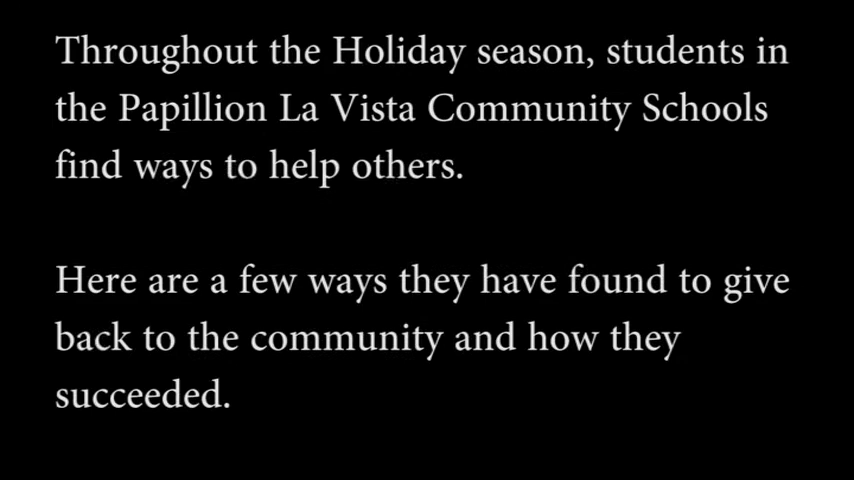 Throughout the Holiday season, students in
the Papillion La Vista Community Schools
find ways to help others.
Here are a few ways they have found to give
back to the community and how they
succeeded.